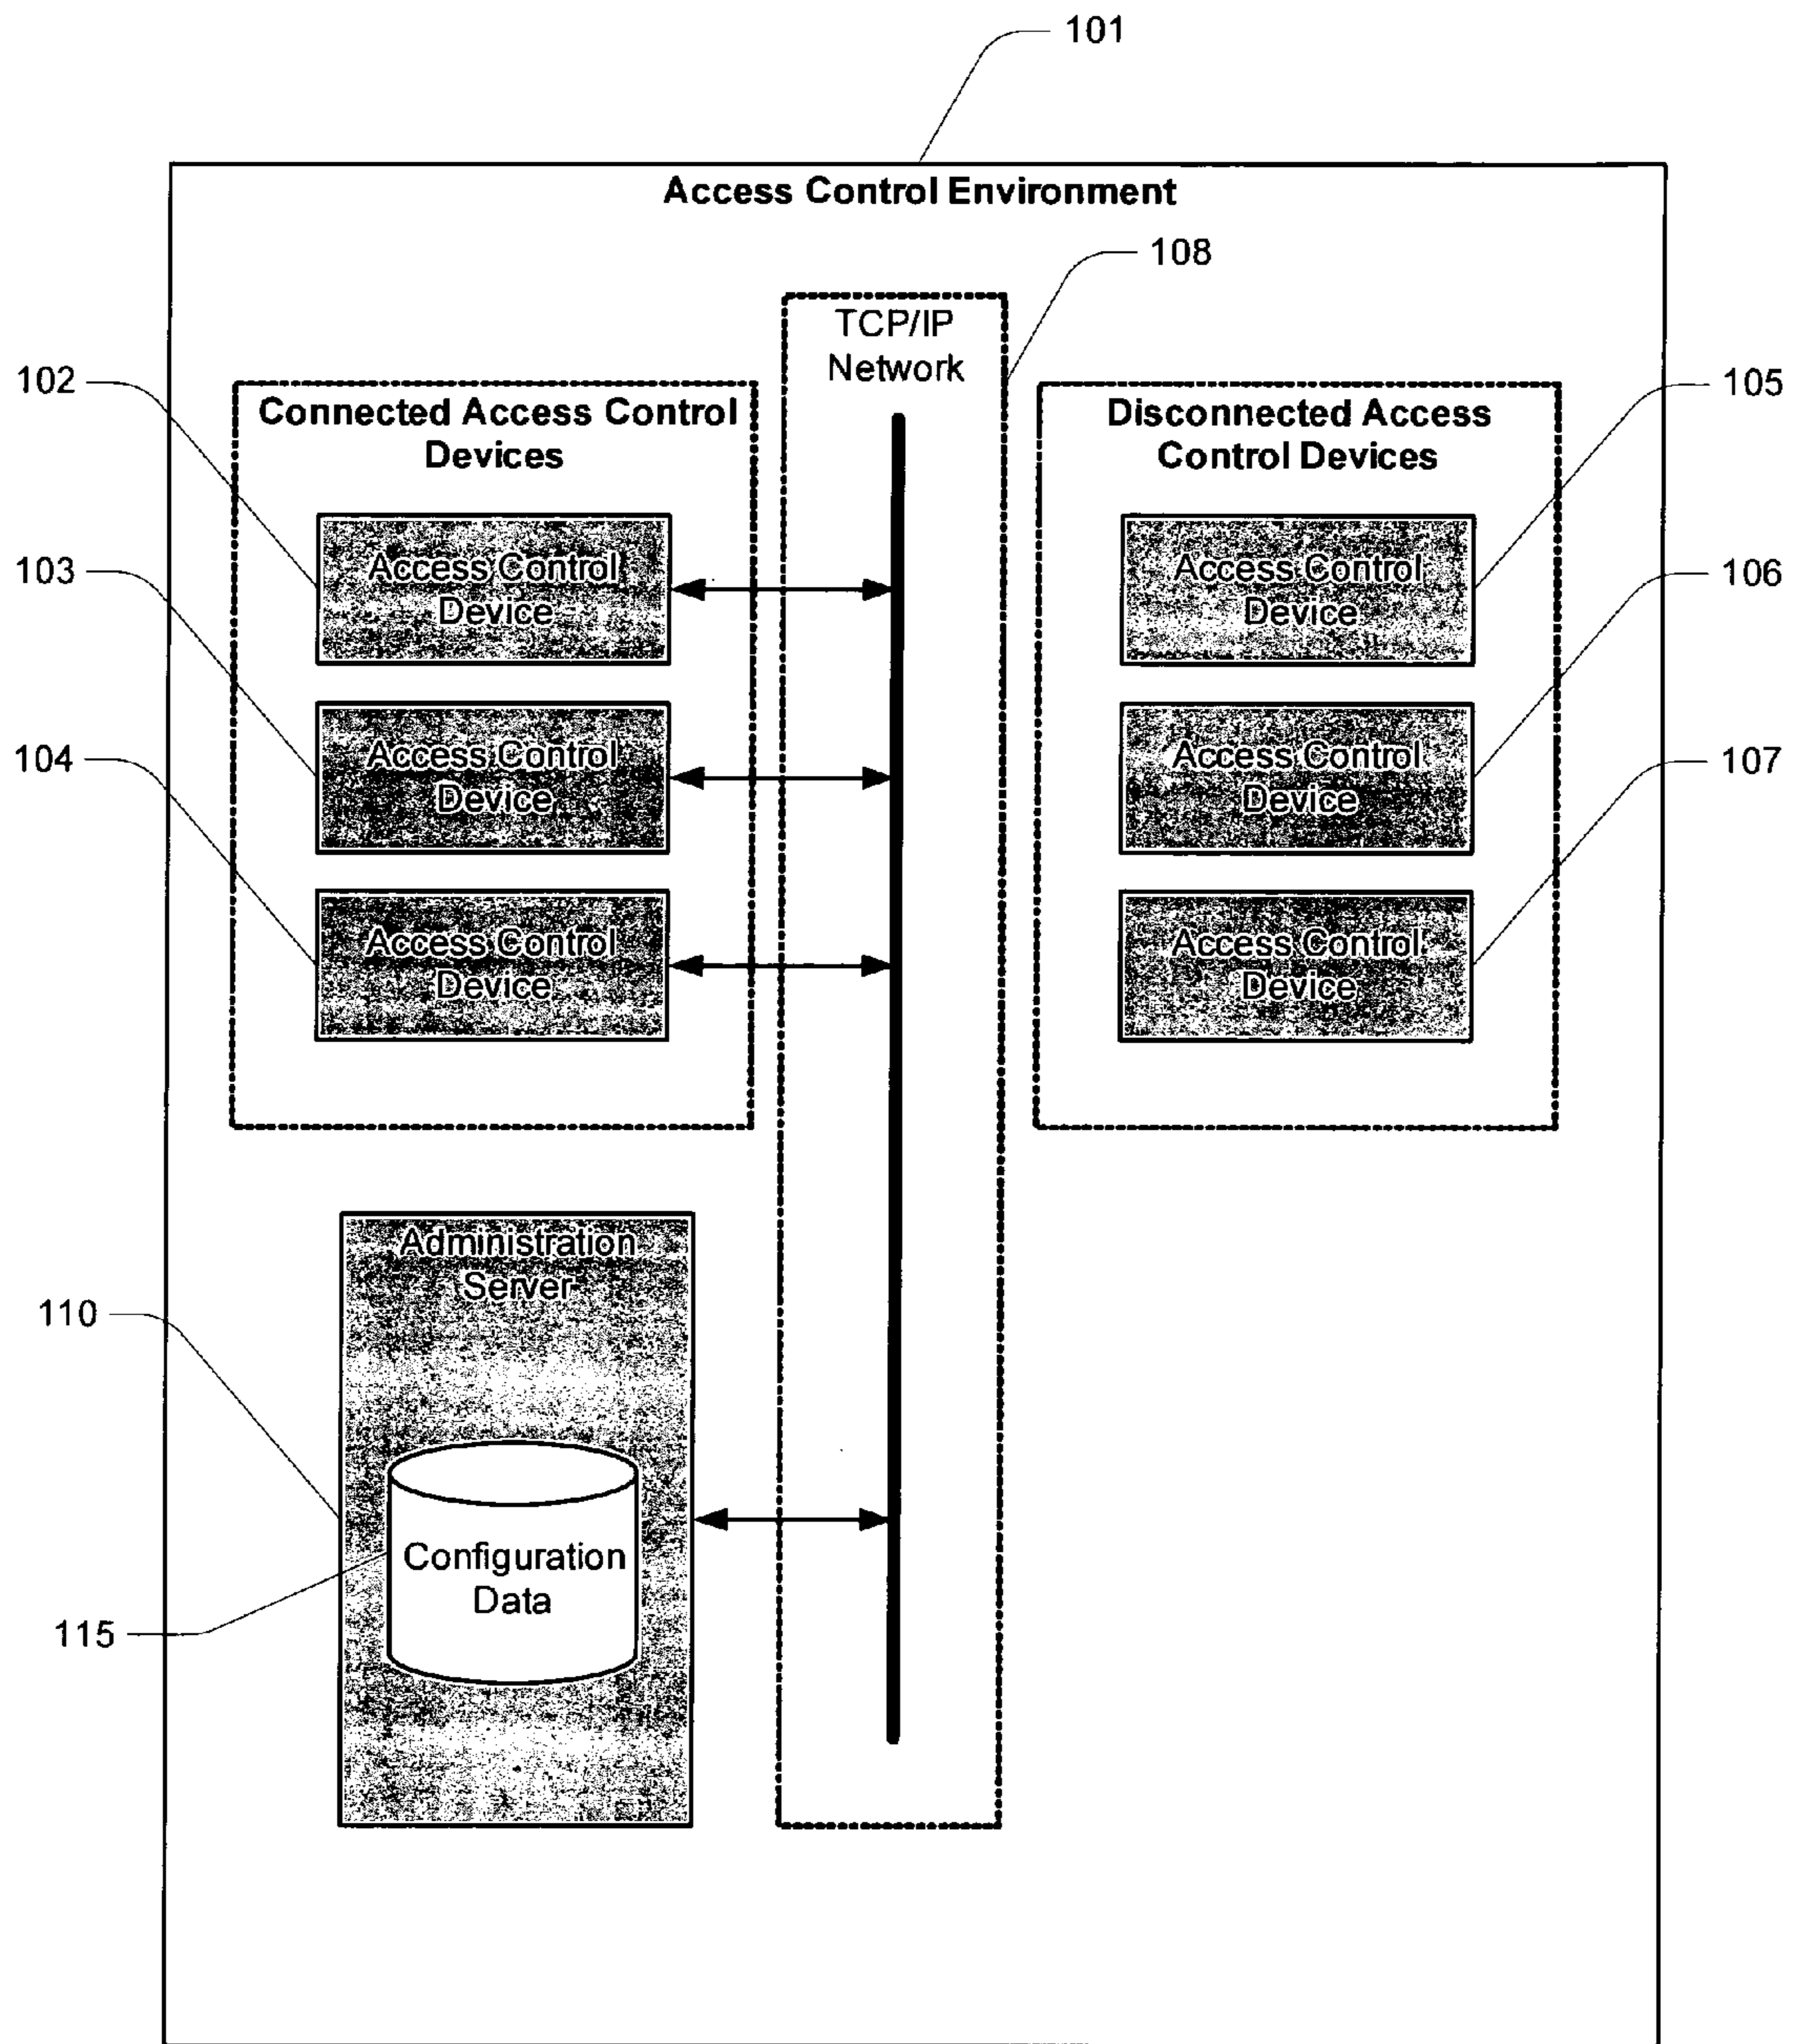 101
Access Control Environment
108
TCP/IP
Network
102
Connected Access Control
Devices
105
Disconnected Access
Control Devices
Access Control
Device
103
Access Control
Device
106
Access Control
Device
104
Access Control
Device
107
Access Control
Device
Access Control
Device
Administration
Server
110
Configuration
Data
115